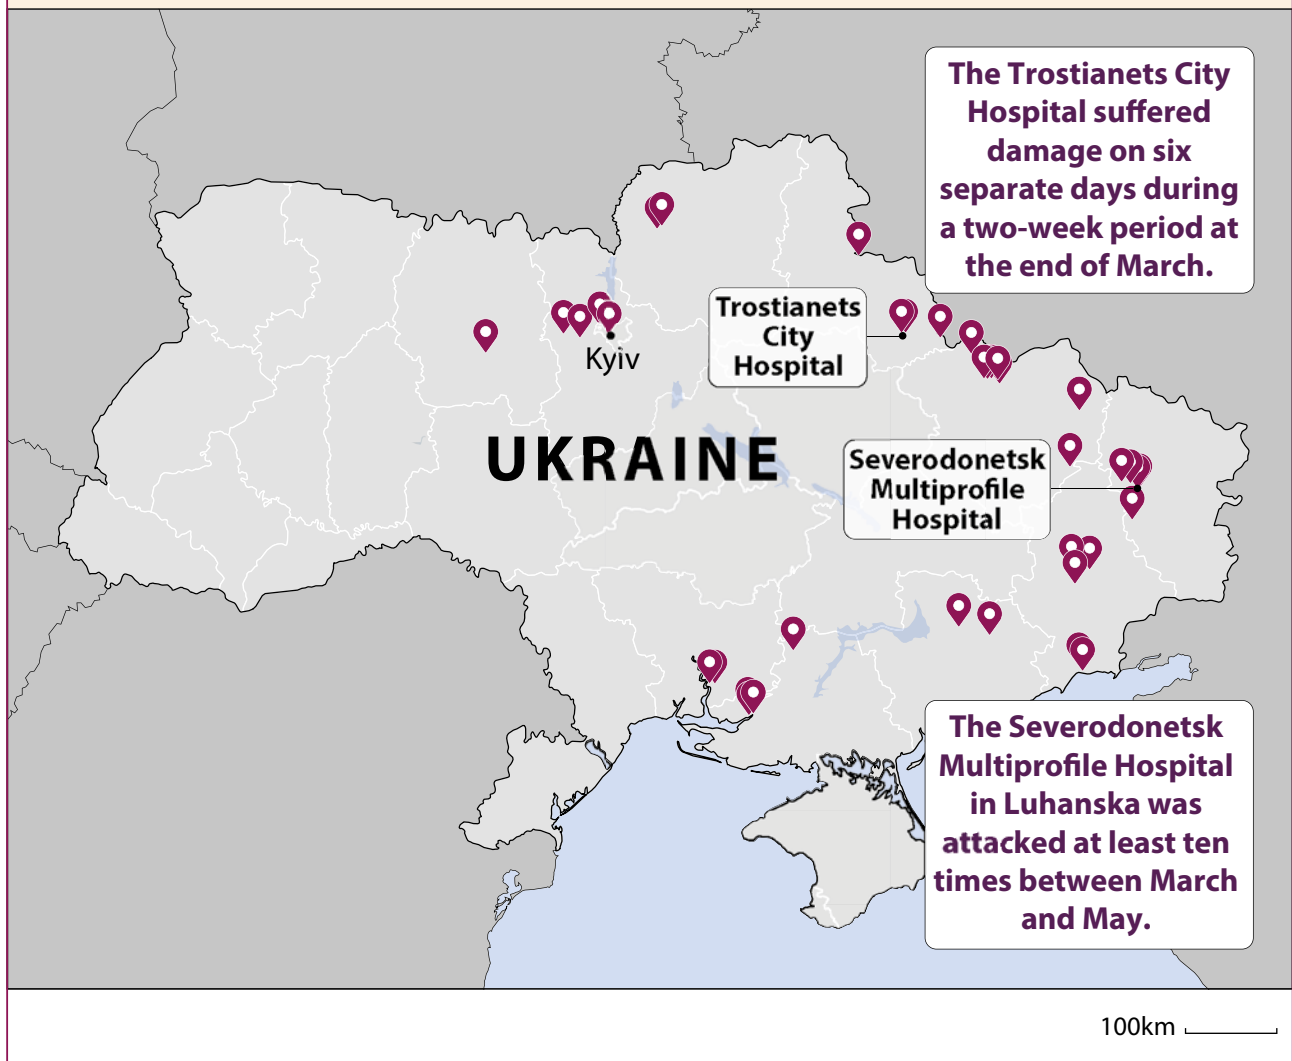 The Trostianets City
Hospital suffered
damage on six
separate days during
a two-week period at
the end of March.
Trostianets
City
Hospital
Kyiv
UKRAINE
Severodonetsk
Multiprofile
Hospital
The Severodonetsk
Multiprofile Hospital
in Luhanska was
attacked at least ten
times between March
and May.
100km